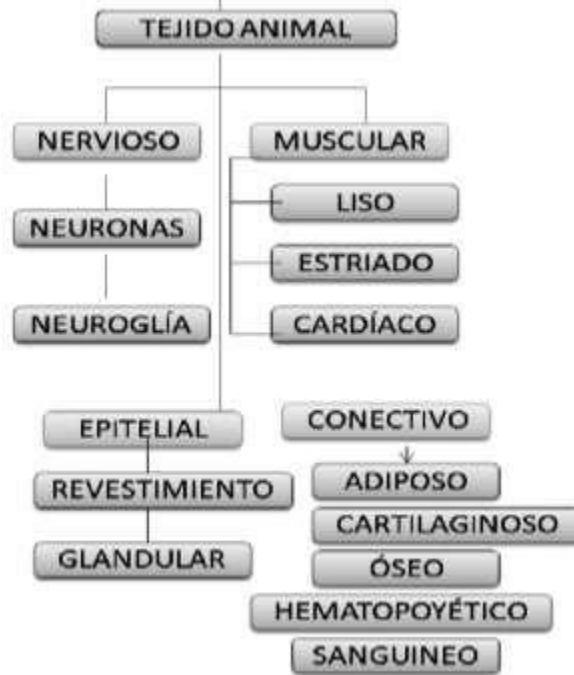 TEJIDO ANIMAL
NERVIOSO
NEURONAS
NEUROGLÍA
MUSCULAR
LISO
ESTRIADO
CARDÍACO
EPITELIAL
REVESTIMIENTO
GLANDULAR
CONECTIVO
ADIPOSO
CARTILAGINOSO
ÓSEO
HEMATOPOYÉTICO
SANGUINEO